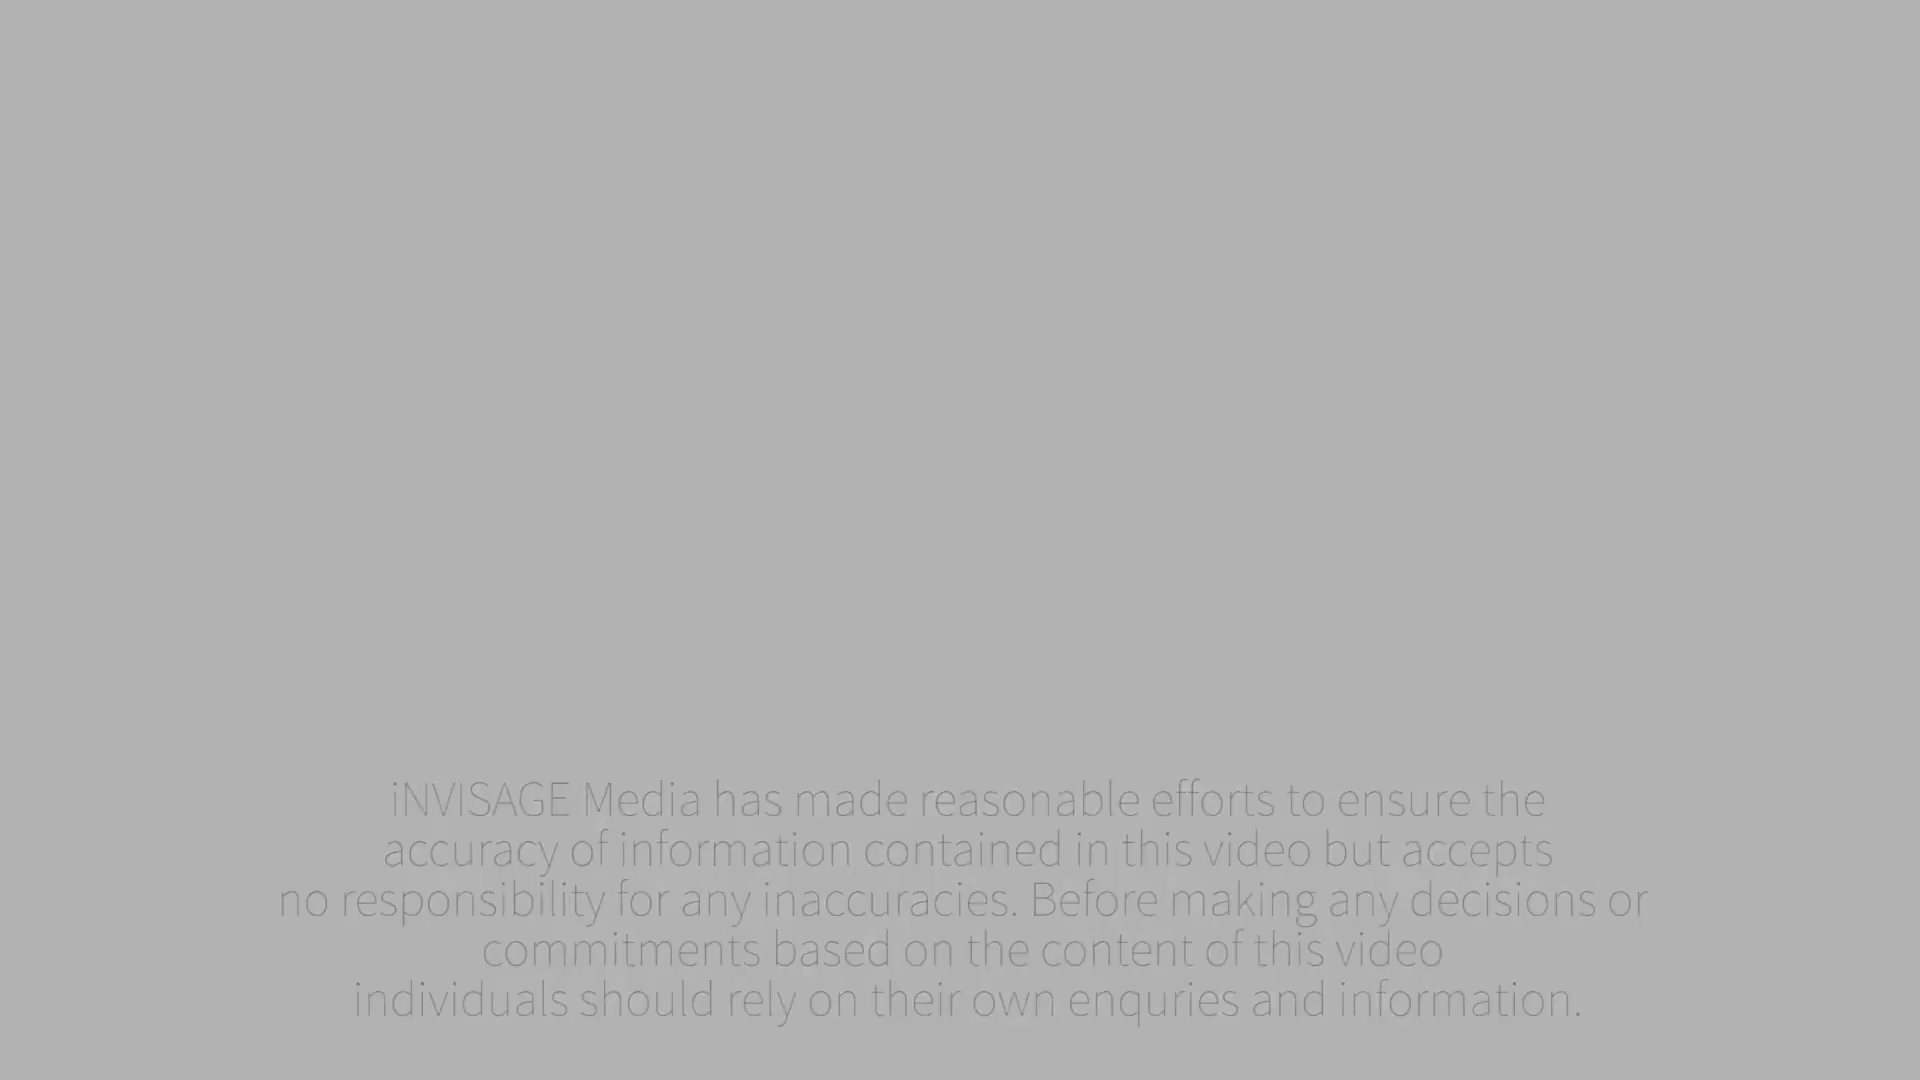 iNVISAGE Media has made reasonable efforts to ensure the
accuracy of information contained in this video but accepts
no responsibility for any inaccuracies. Before making any decisions or
commitments based on the content of this video
individuals should rely on their own enquries and information.